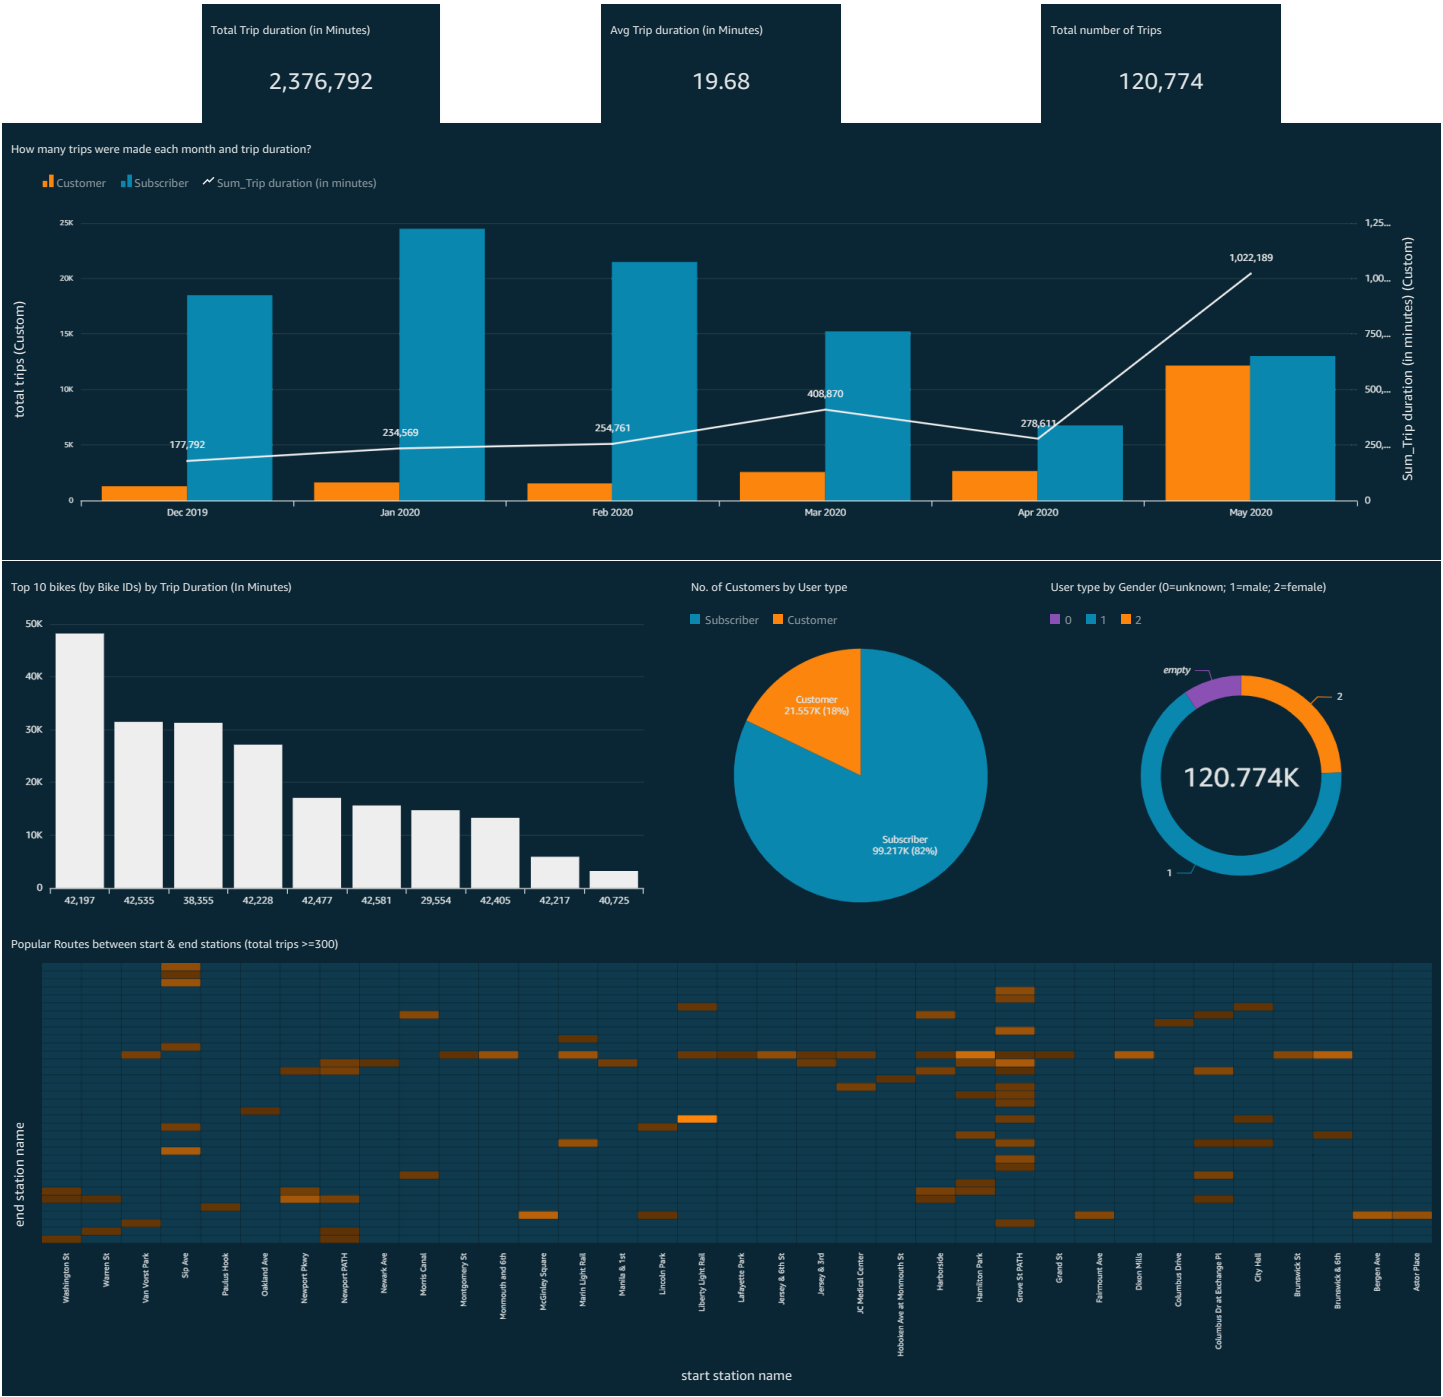 Total Trip duration (in Minutes)
2,376,792
Avg Trip duration (in Minutes)
19.68
Total number of Trips
120,774
How many trips were made each month and trip duration?
Customer Subscriber Sum_Trip duration (in minutes)
total trips (Custom)
25K
20K
15K
10K
5K
0
177,792
234,569
254,761
408,870
278,611
1,022,189
1,25...
1,00...
750,...
500,...
250,...
0
Sum_Trip duration (in minutes) (Custom)
Dec 2019 Jan 2020 Feb 2020 Mar 2020 Apr 2020 May 2020
Top 10 bikes (by Bike IDs) by Trip Duration (In Minutes)
50K
40K
30K
20K
10K
0
42,197 42,535 38,355 42,228 42,477 42,581 29,554 42,405 42,217 40,725
No. of Customers by User type
Subscriber Customer
Customer
21.557K (18%)
Subscriber
99.217K (82%)
User type by Gender (0=unknown; 1=male; 2=female)
0 1 2
empty
2
120.774K
1
Popular Routes between start & end stations (total trips >=300)
end station name
Washington St
Warren St
Van Vorst Park
Sip Ave
Paulus Hook
Oakland Ave
Newport Pkwy
Newport PATH
Newark Ave
Morris Canal
Montgomery St
Monmouth and 6th
McGinley Square
Marin Light Rail
Manila & 1st
Lincoln Park
Liberty Light Rail
Lafayette Park
Jersey & 6th St
Jersey & 3rd
JC Medical Center
Hoboken Ave at Monmouth St
Harborside
Hamilton Park
Grove St PATH
Grand St
Fairmount Ave
Dixon Mills
Columbus Drive
Columbus Dr at Exchange Pl
City Hall
Brunswick St
Brunswick & 6th
Bergen Ave
Astor Place
start station name